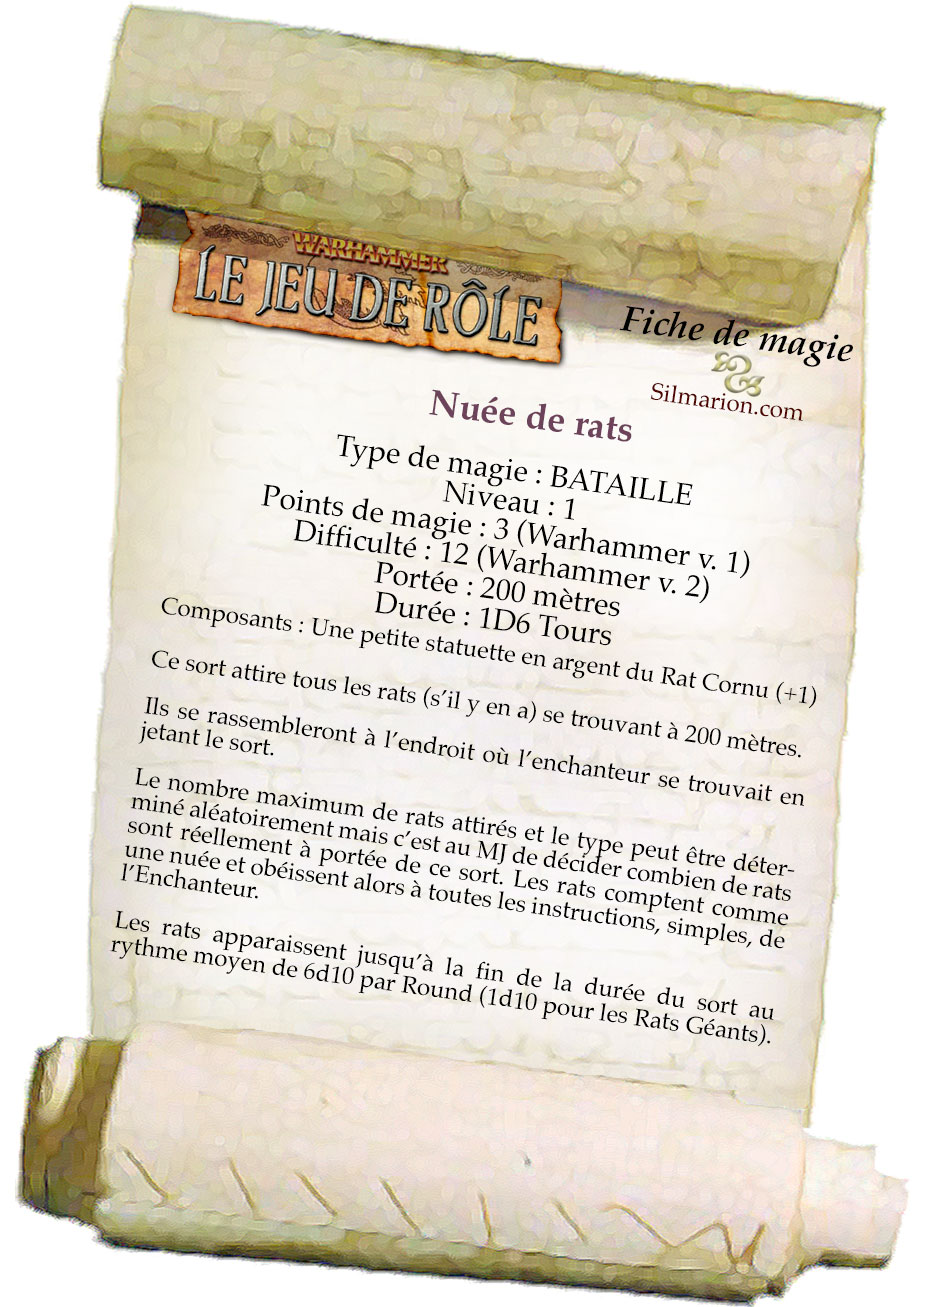 WARHAMMER
LE JEU DE RÔLE
Fiche de magie
Silmarion.com
Nuée de rats
Type de magie : BATAILLE
Niveau : 1
Points de magie : 3 (Warhammer v. 1)
Difficulté : 12 (Warhammer v. 2)
Portée : 200 mètres
Durée : 1D6 Tours
Composants : Une petite statuette en argent du Rat Cornu (+1)
Ce sort attire tous les rats (s'il y en a) se trouvant à 200 mètres.
Ils se rassembleront à l'endroit où l'enchanteur se trouvait en
jetant le sort.
Le nombre maximum de rats attirés et le type peut être déter-
miné aléatoirement mais c'est au MJ de décider combien de rats
sont réellement à portée de ce sort. Les rats comptent comme
une nuée et obéissent alors à toutes les instructions, simples, de
l'Enchanteur.
Les rats apparaissent jusqu'à la fin de la durée du sort au
rythme moyen de 6d10 par Round (1d10 pour les Rats Géants).